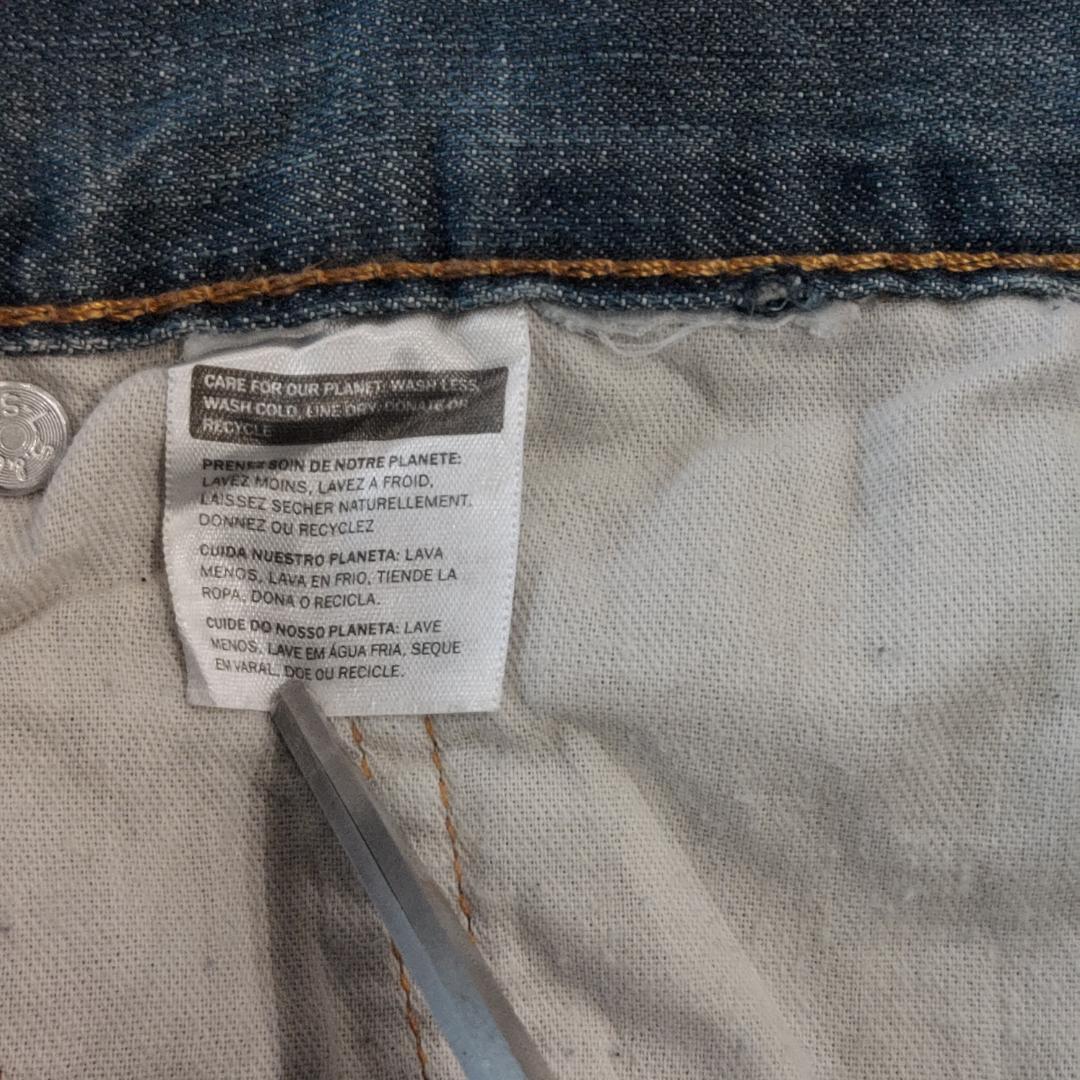 CARE FOR OUR PLANET: WASH LESS,
WASH COLD, LINE DRY, DONATE OR
RECYCLE
PRENEZ SOIN DE NOTRE PLANETE:
LAVEZ MOINS, LAVEZ A FROID,
LAISSEZ SECHER NATURELLEMENT,
DONNEZ OU RECYCLEZ
CUIDA NUESTRO PLANETA: LAVA
MENOS, LAVA EN FRIO, TIENDE LA
ROPA, DONA O RECICLA.
CUIDE DO NOSSO PLANETA: LAVE
MENOS, LAVE EM ÁGUA FRIA, SEQUE
EM VARAL, DOE OU RECICLE.